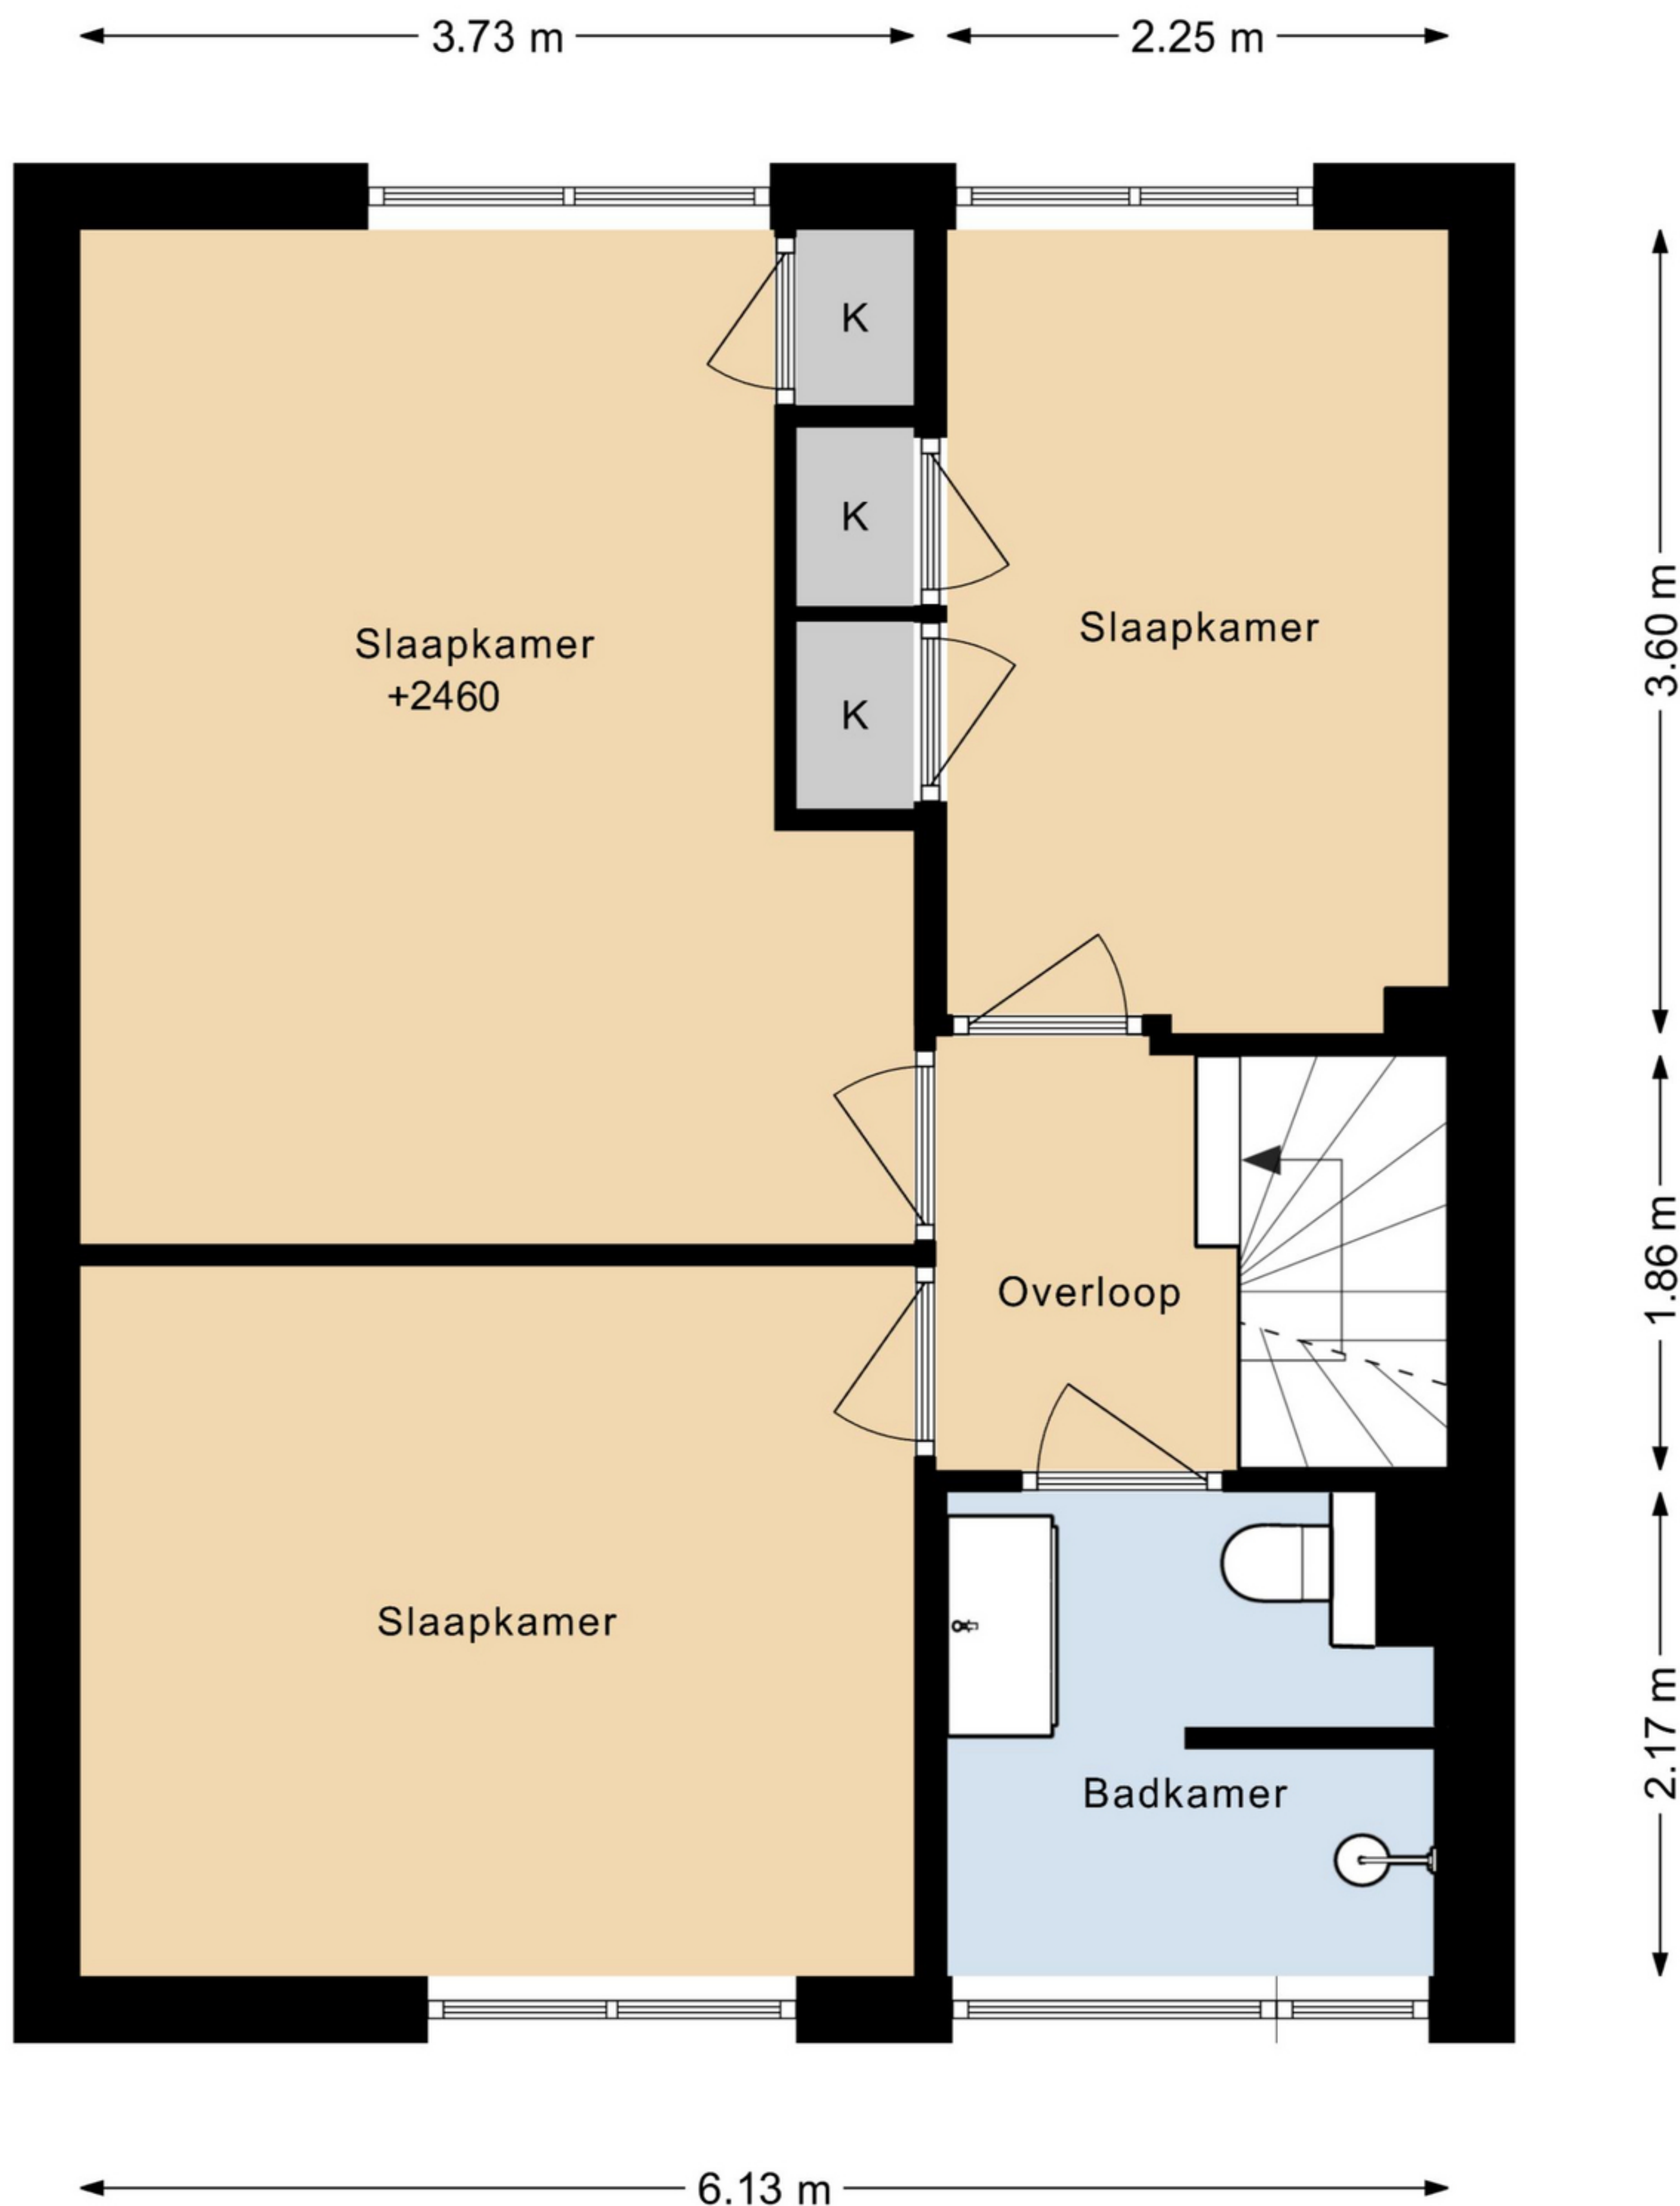 3.73 m
2.25 m
K
K
Slaapkamer
+2460
Slaapkamer
3.60 m
K
1.86 m
Overloop
Slaapkamer
2.17 m
Badkamer
6.13 m